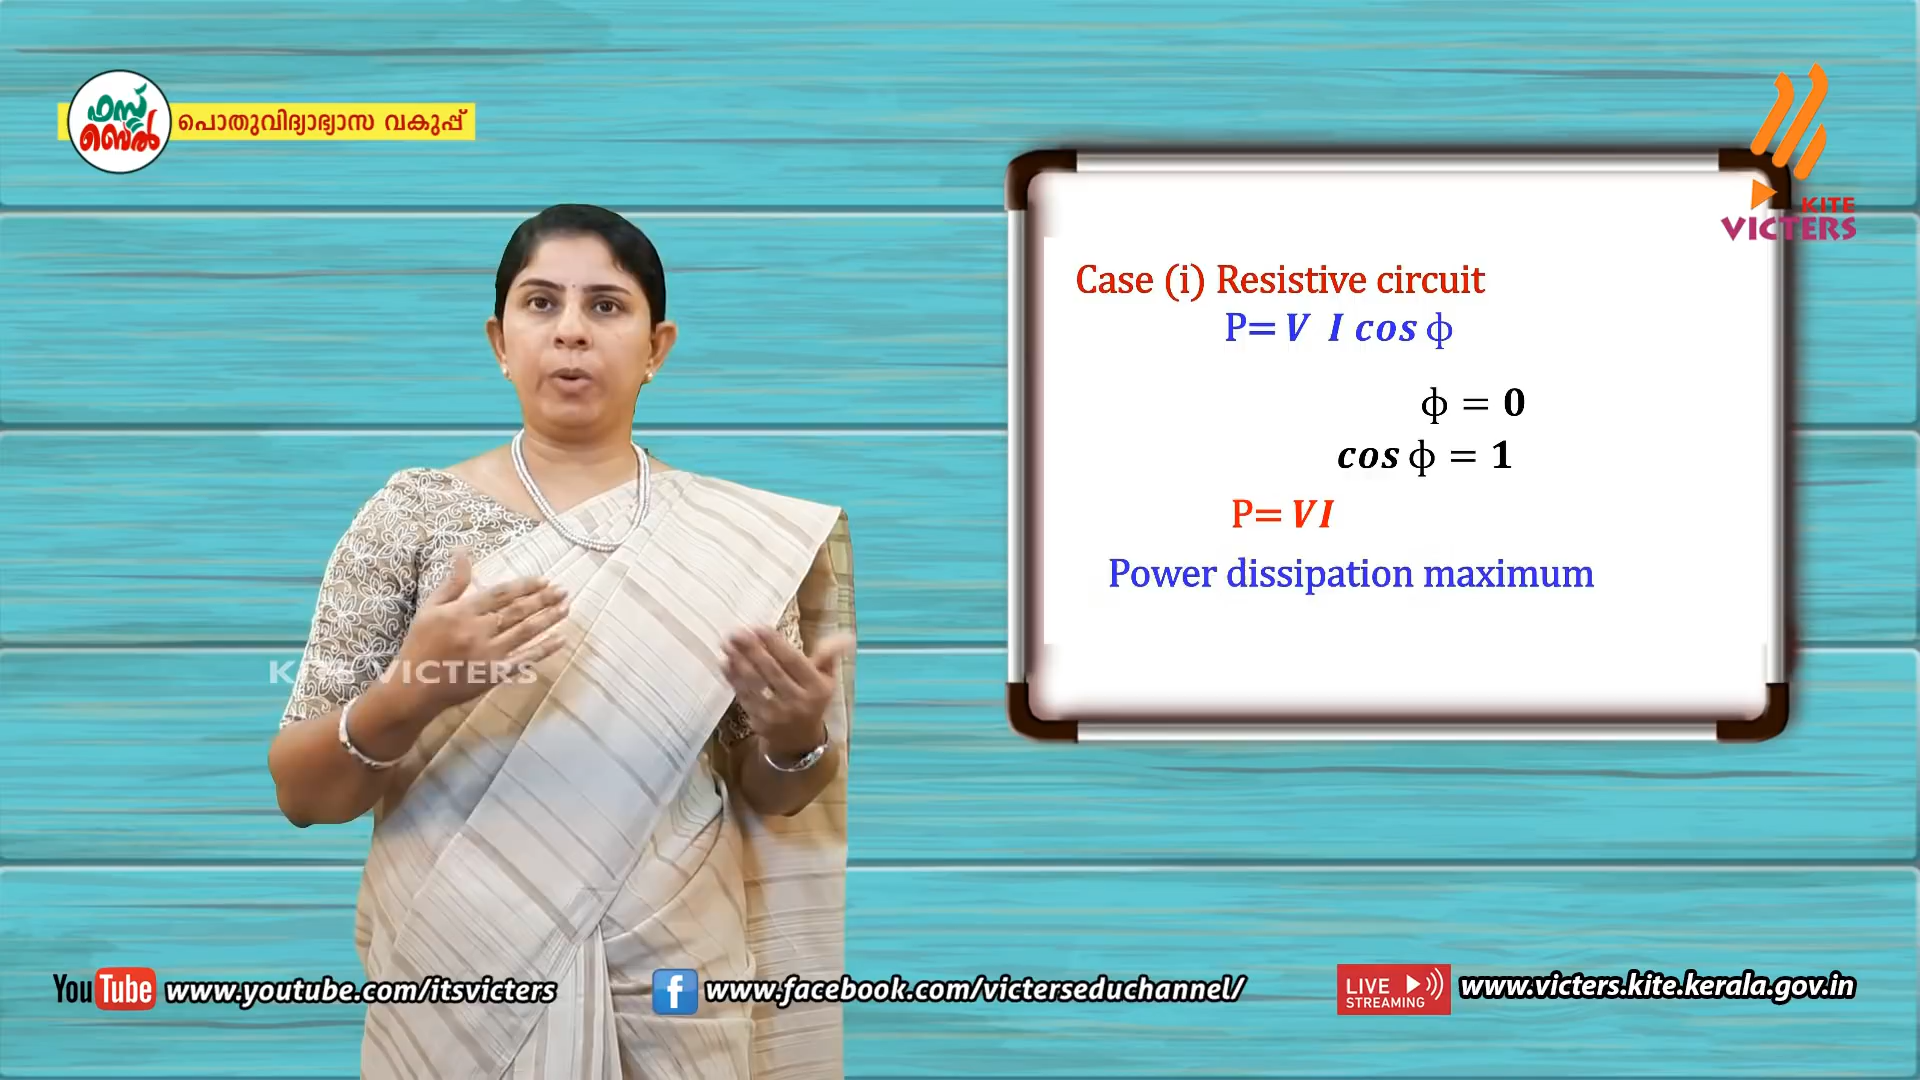 ഫസ്റ്റ്
ബെൽ
പൊതുവിദ്യാഭ്യാസ വകുപ്പ്
KITE
VICTERS
Case (i) Resistive circuit
P= V I cos ϕ
ϕ = 0
cos ϕ = 1
P= VI
Power dissipation maximum
KITE VICTERS
YouTube www.youtube.com/itsvicters
f www.facebook.com/victerseduchannel/
LIVE STREAMING www.victers.kite.kerala.gov.in